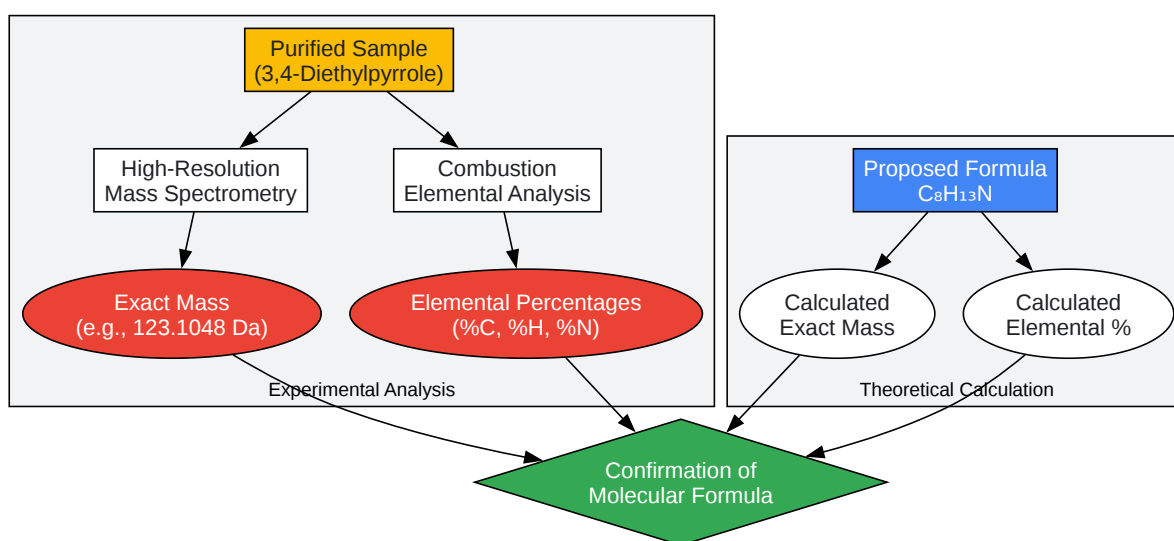 Purified Sample
(3,4-Diethylpyrrole)
High-Resolution
Mass Spectrometry
Combustion
Elemental Analysis
Proposed Formula
C₈H₁₃N
Exact Mass
(e.g., 123.1048 Da)
Elemental Percentages
(%C, %H, %N)
Calculated
Exact Mass
Calculated
Elemental %
Experimental Analysis
Theoretical Calculation
Confirmation of
Molecular Formula